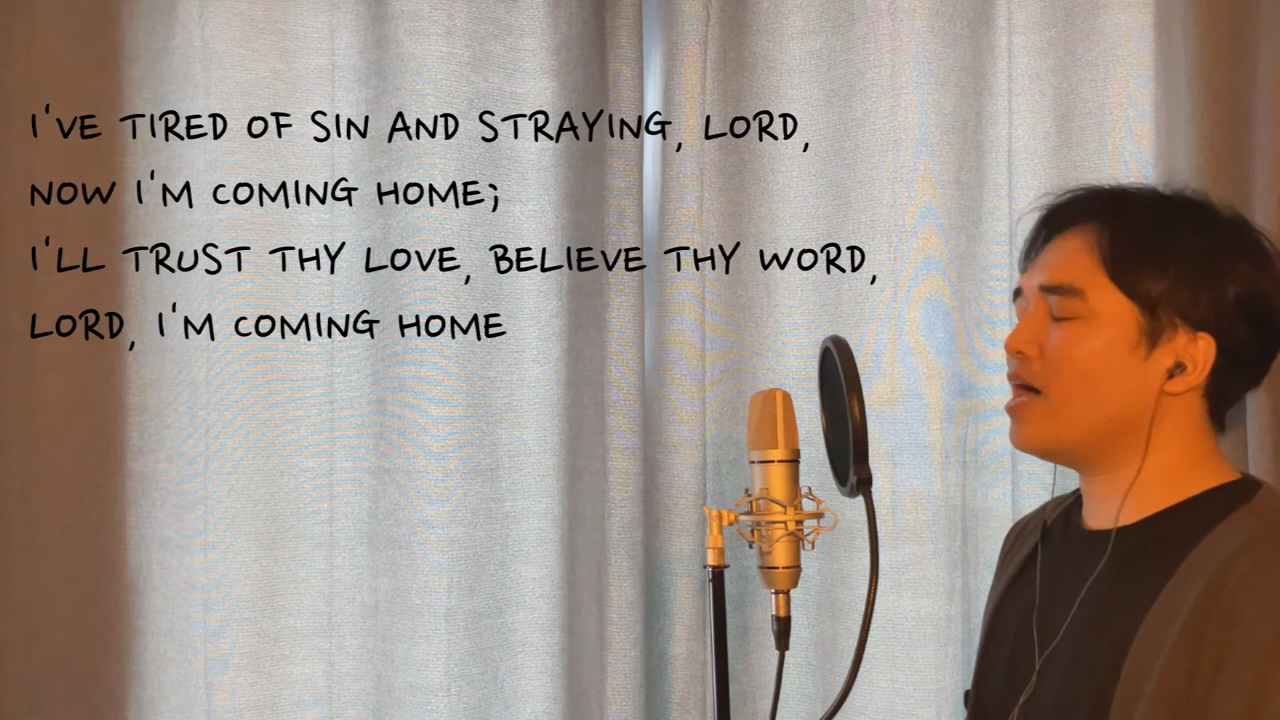 I'VE TIRED OF SIN AND STRAYING, LORD,
NOW I'M COMING HOME;
I'LL TRUST THY LOVE, BELIEVE THY WORD,
LORD, I'M COMING HOME